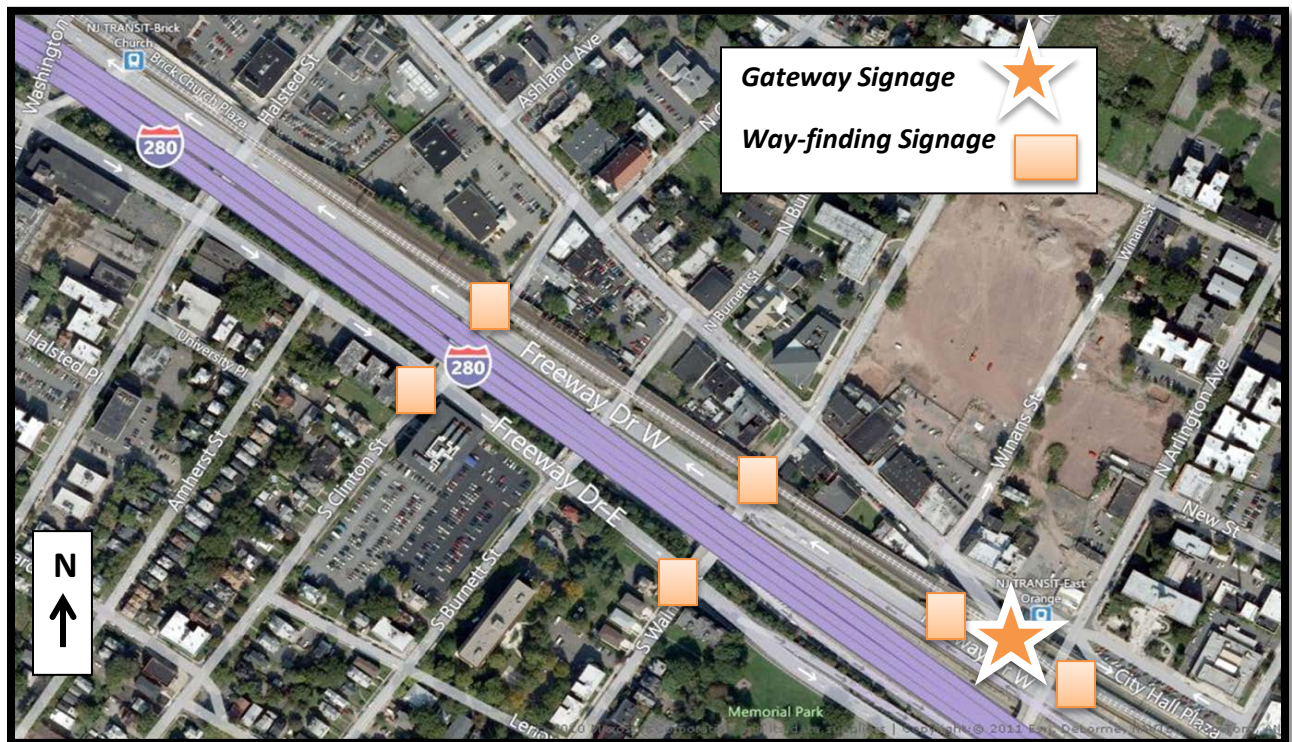 Washington
NJ TRANSIT-Brick
Church
Brick Church Plaza
Halsted St
Ashland Ave
Gateway Signage
Way-finding Signage
280
N Burnett St
Winans St
Halsted Pl
University Pl
280
Freeway Dr W
Freeway Dr E
Amherst St
S Clinton St
Winans St
N Arlington Ave
New St
N
S Burnett St
NJ TRANSIT-East
Orange
City Hall Plaza
Memorial Park